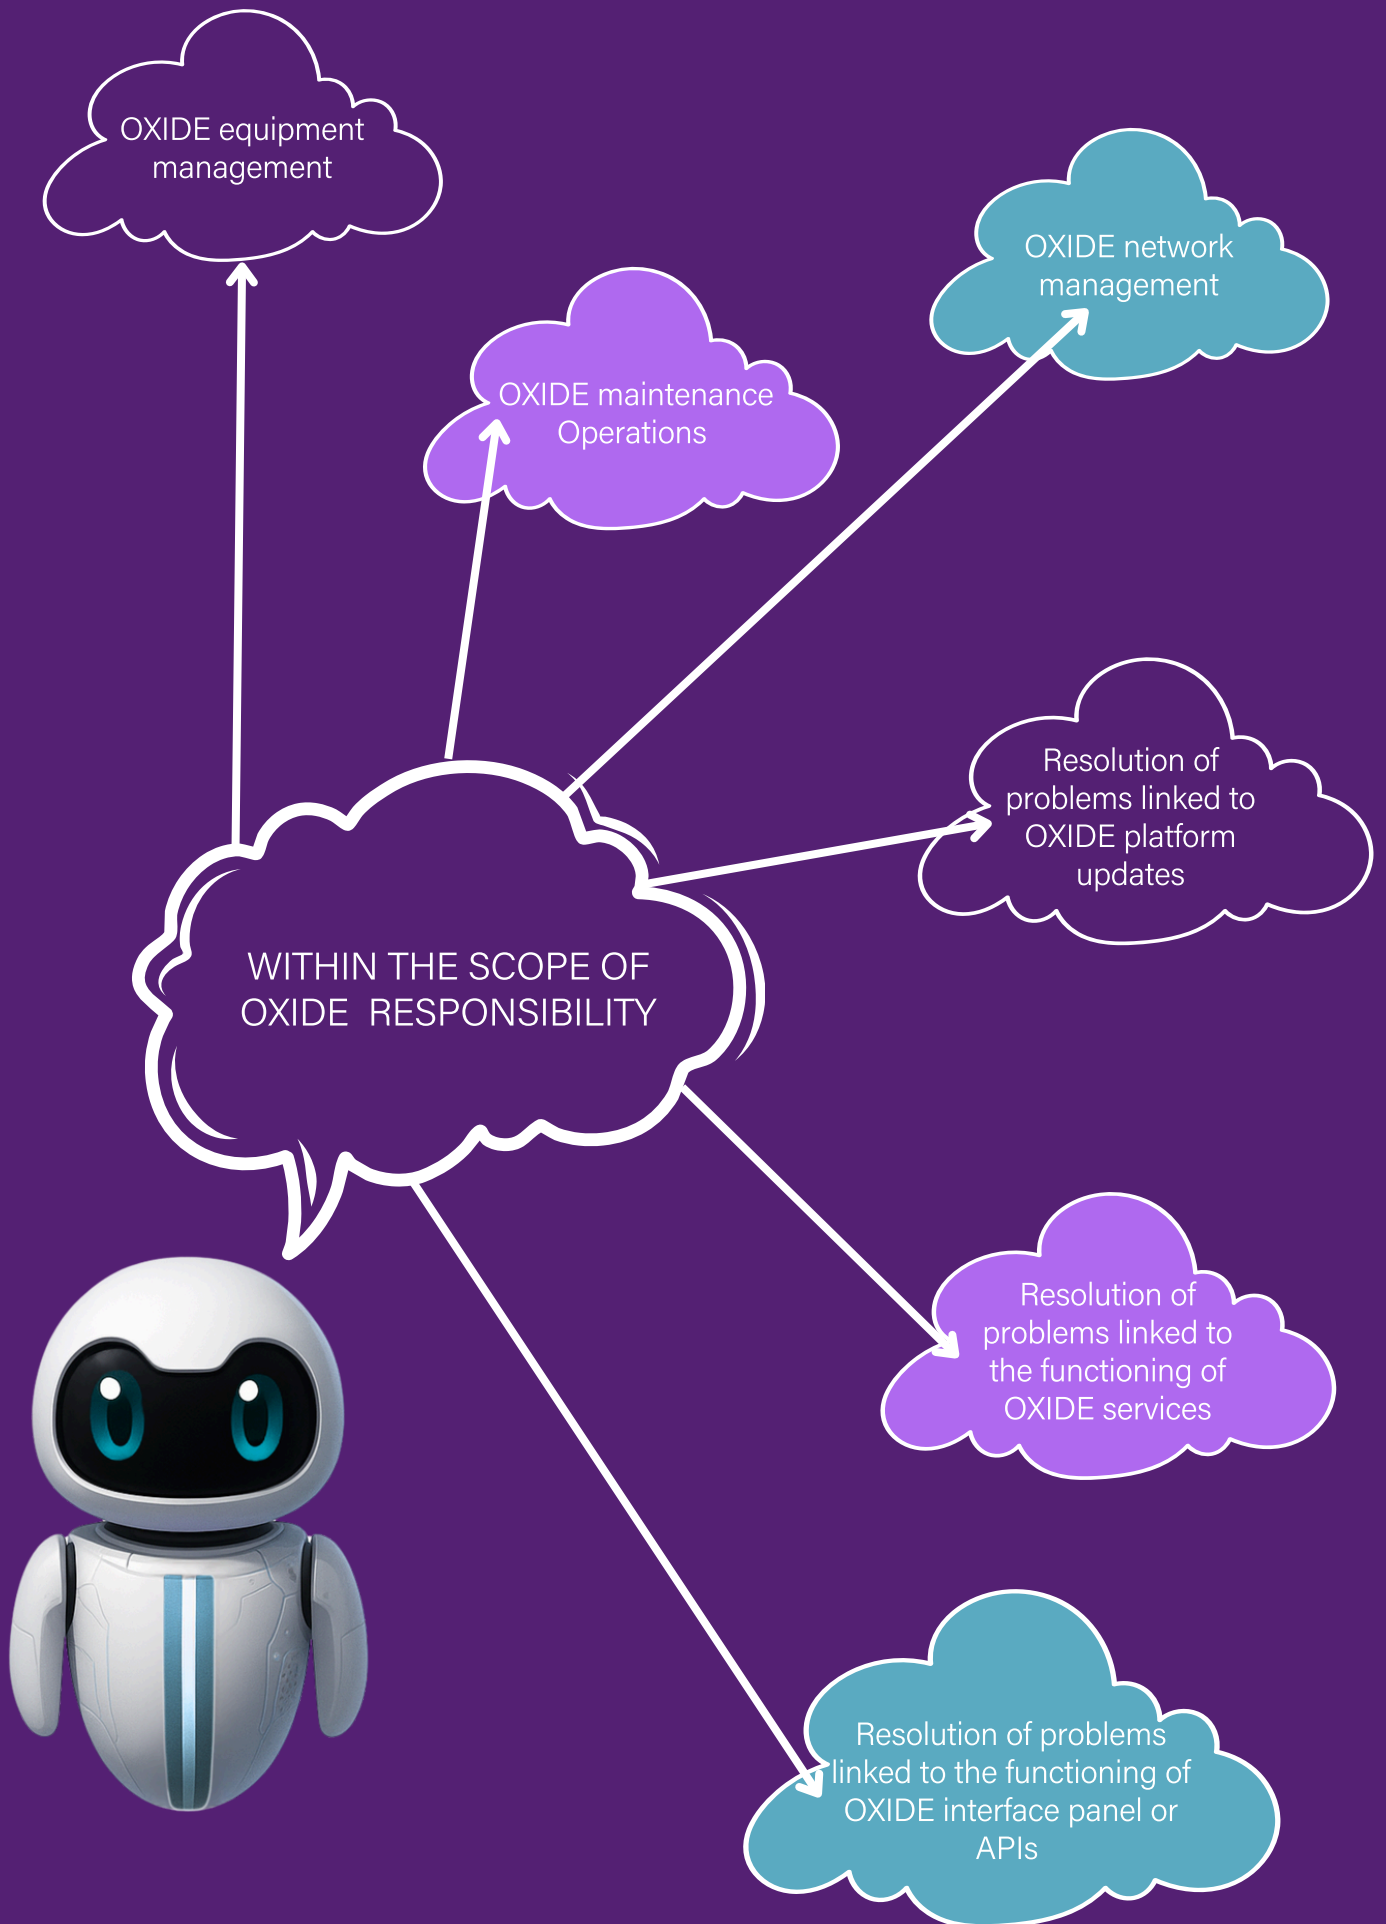 OXIDE equipment
management
OXIDE network
management
OXIDE maintenance
Operations
Resolution of
problems linked to
OXIDE platform
updates
WITHIN THE SCOPE OF
OXIDE  RESPONSIBILITY
Resolution of
problems linked to
the functioning of
OXIDE services
Resolution of problems
linked to the functioning of
OXIDE interface panel or
APIs